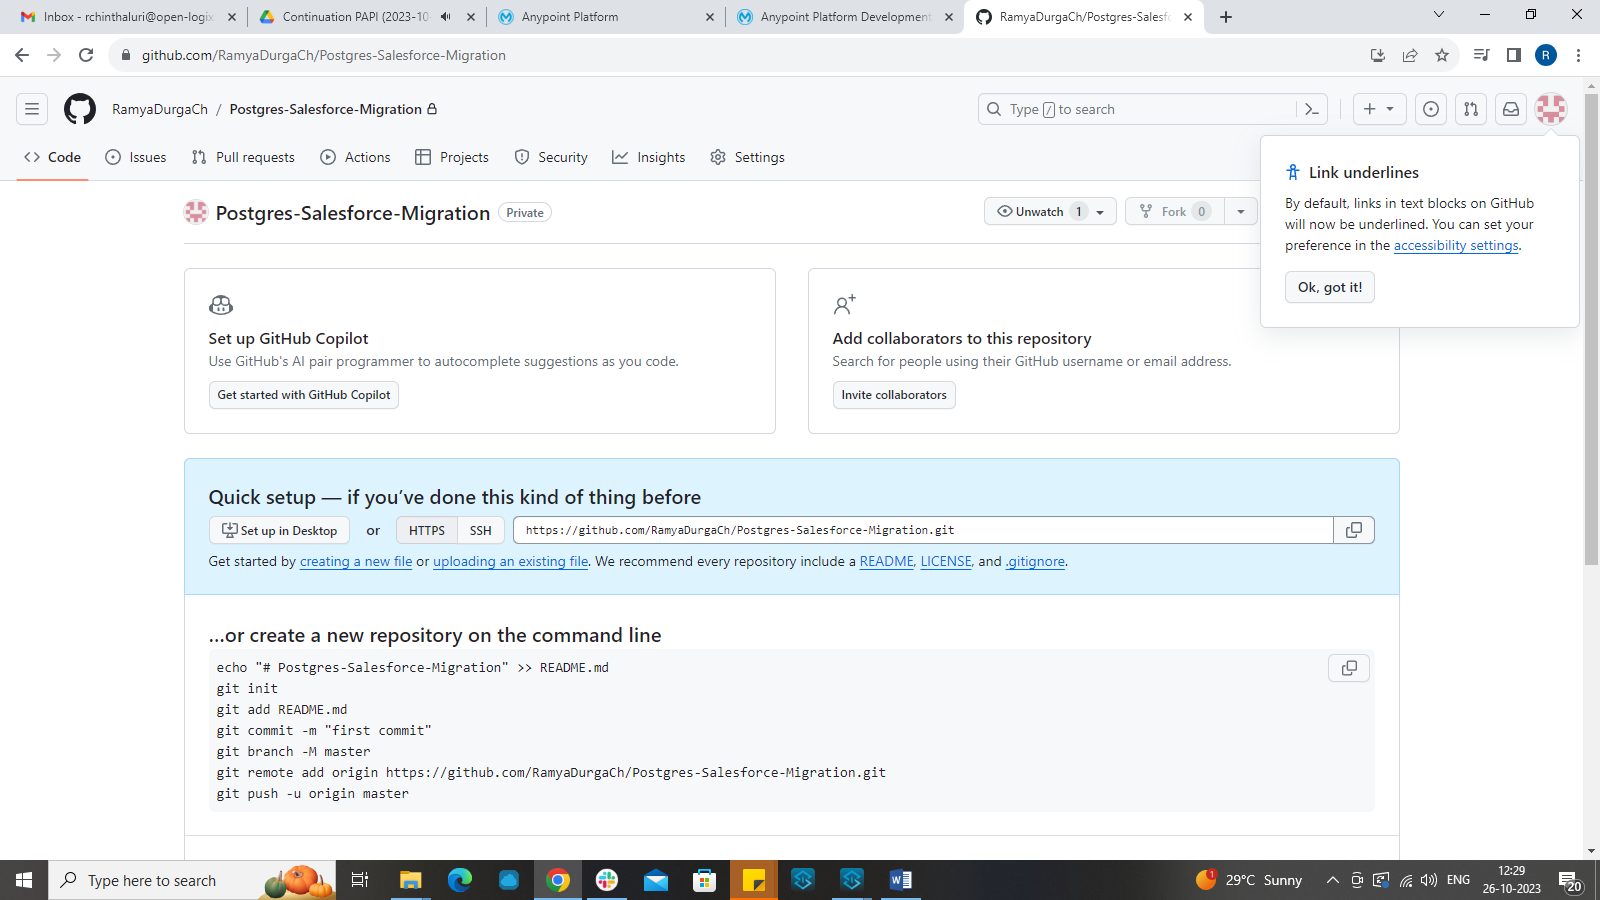 Inbox - rchinthaluri@open-logix
Continuation PAPI (2023-10-
Anypoint Platform
Anypoint Platform Development
RamyaDurgaCh/Postgres-Salesfo
github.com/RamyaDurgaCh/Postgres-Salesforce-Migration
R
RamyaDurgaCh / Postgres-Salesforce-Migration
Type / to search
Code
Issues
Pull requests
Actions
Projects
Security
Insights
Settings
Link underlines
By default, links in text blocks on GitHub
will now be underlined. You can set your
preference in the accessibility settings.
Ok, got it!
Postgres-Salesforce-Migration Private
Unwatch 1
Fork 0
Set up GitHub Copilot
Use GitHub's AI pair programmer to autocomplete suggestions as you code.
Get started with GitHub Copilot
Add collaborators to this repository
Search for people using their GitHub username or email address.
Invite collaborators
Quick setup — if you’ve done this kind of thing before
Set up in Desktop or HTTPS SSH https://github.com/RamyaDurgaCh/Postgres-Salesforce-Migration.git
Get started by creating a new file or uploading an existing file. We recommend every repository include a README, LICENSE, and .gitignore.
...or create a new repository on the command line
echo "# Postgres-Salesforce-Migration" >> README.md
git init
git add README.md
git commit -m "first commit"
git branch -M master
git remote add origin https://github.com/RamyaDurgaCh/Postgres-Salesforce-Migration.git
git push -u origin master
Type here to search
1
29°C Sunny
ENG
12:29
26-10-2023
20